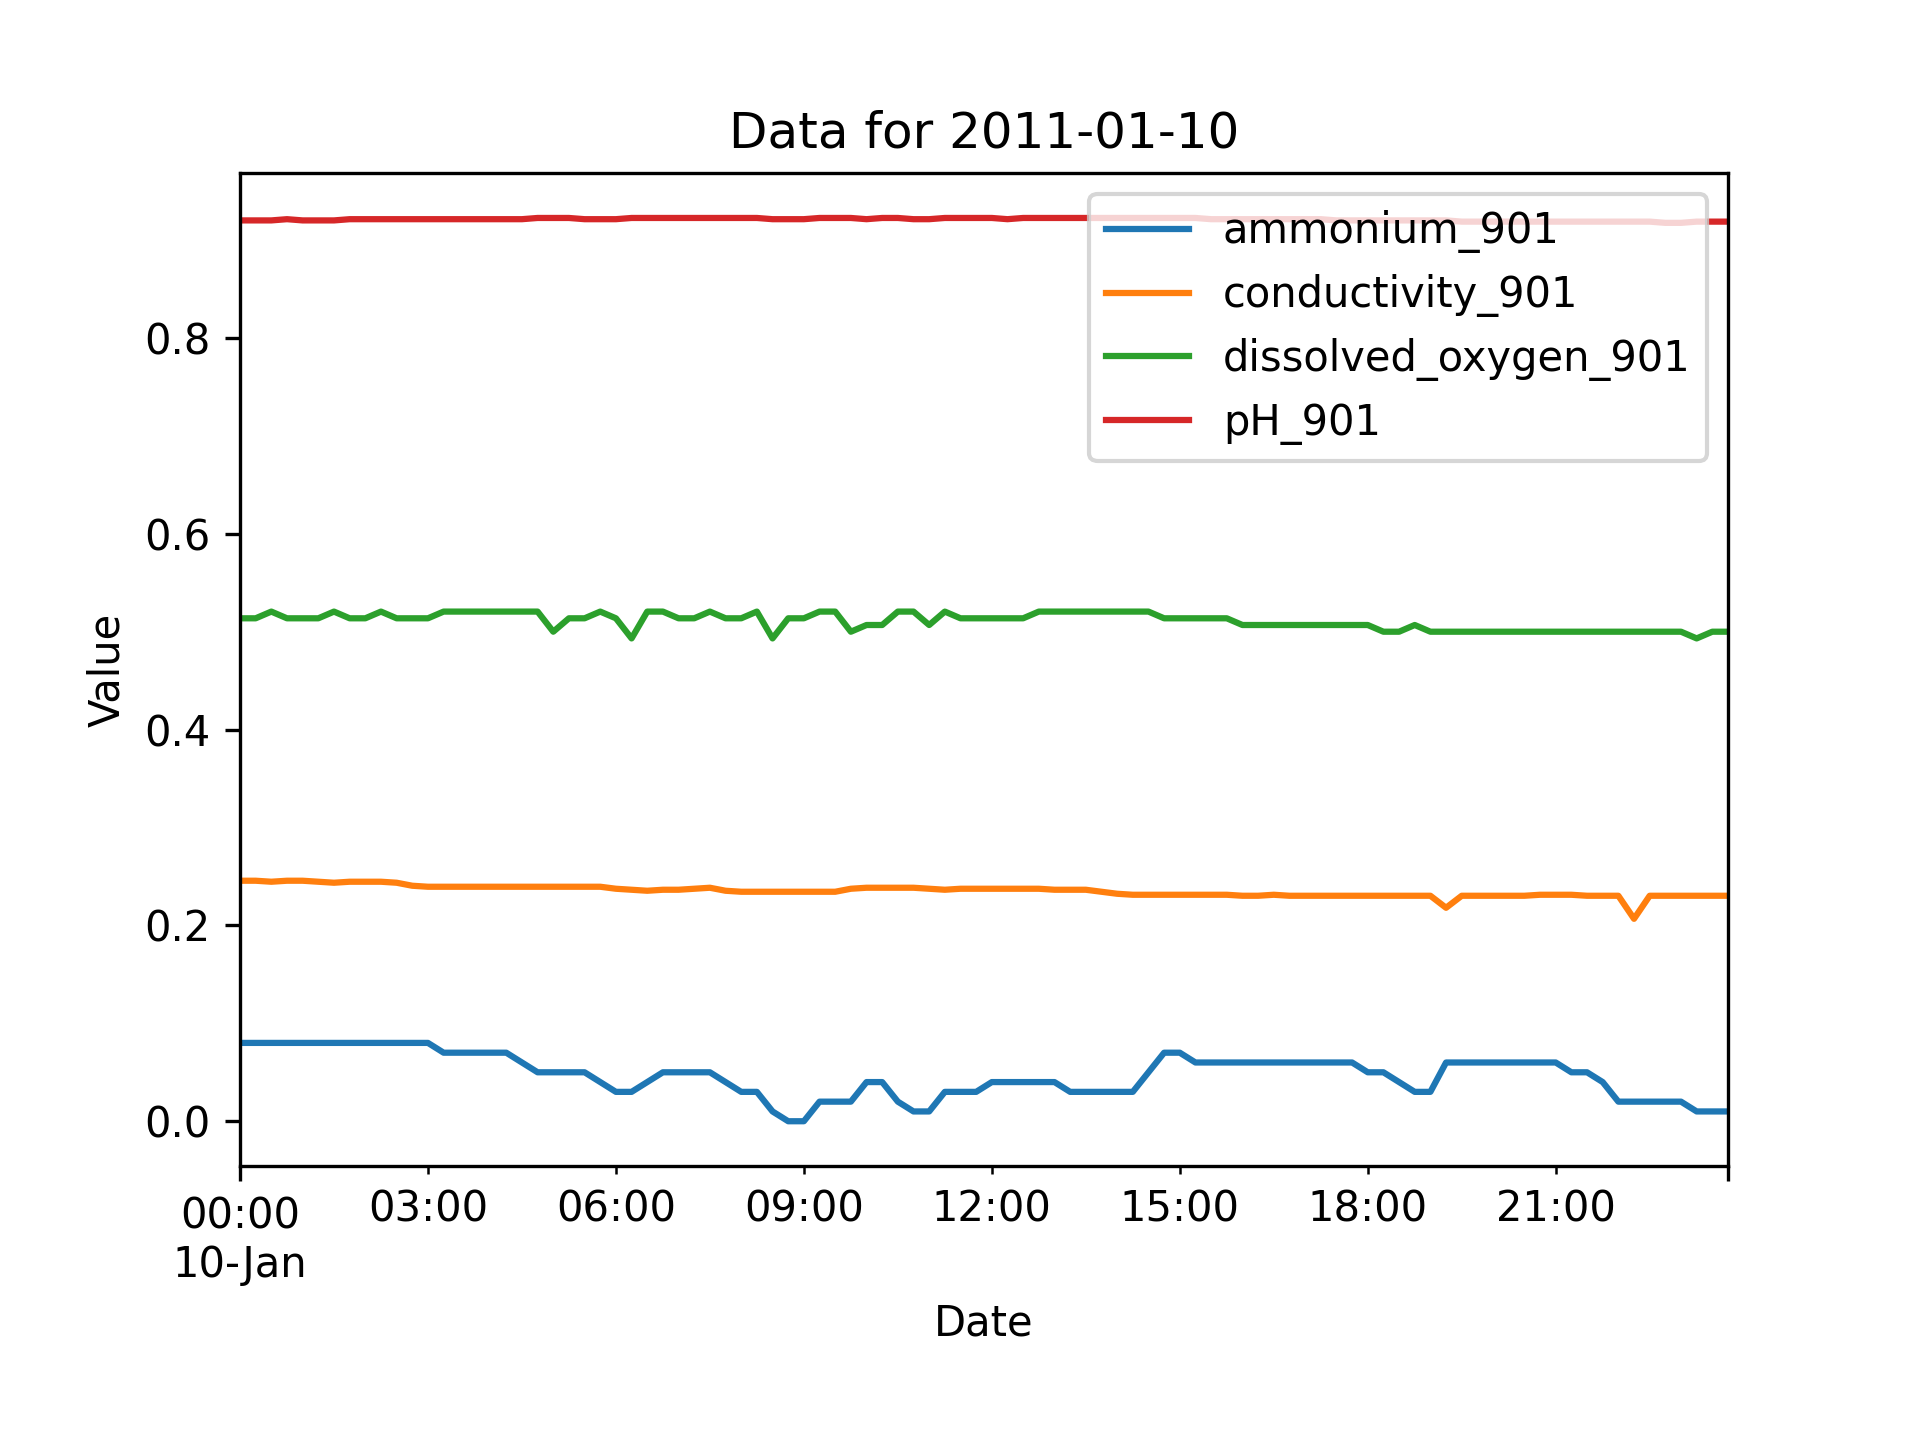 Data for 2011-01-10
ammonium_901
conductivity_901
dissolved_oxygen_901
pH_901
Value
0.8
0.6
0.4
0.2
0.0
00:00 03:00 06:00 09:00 12:00 15:00 18:00 21:00
10-Jan
Date